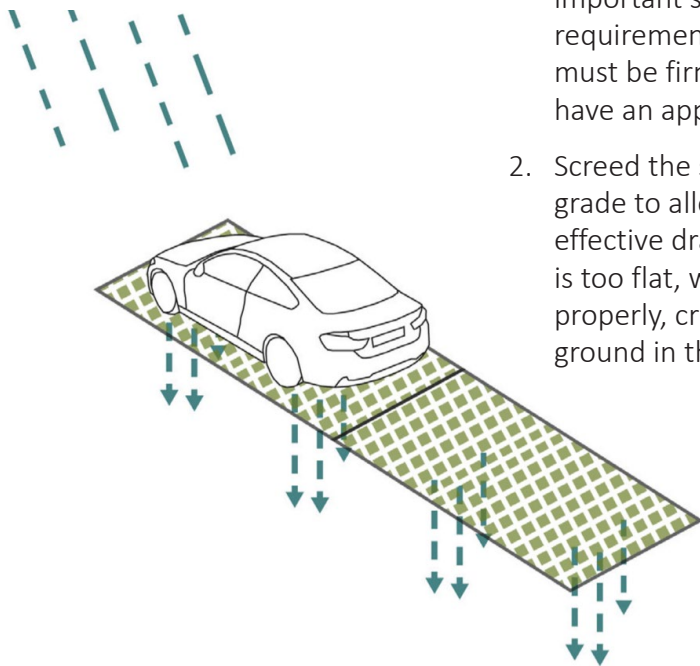 important s
requiremen
must be firm
have an app
2. Screed the s
grade to allo
effective dra
is too flat, w
properly, cr
ground in th